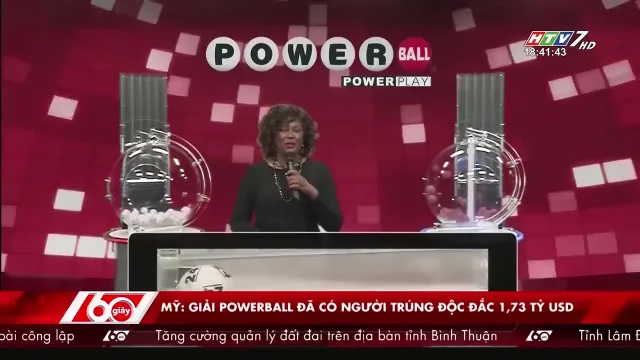 POWERBALL
POWERPLAY
HTV7 HD
18:41:43
60 giây
MỸ: GIẢI POWERBALL ĐÃ CÓ NGƯỜI TRÚNG ĐỘC ĐẮC 1,73 TỶ USD
oài công lập Tăng cường quản lý đất đai trên địa bàn tỉnh Bình Thuận Tỉnh Lâm Đ